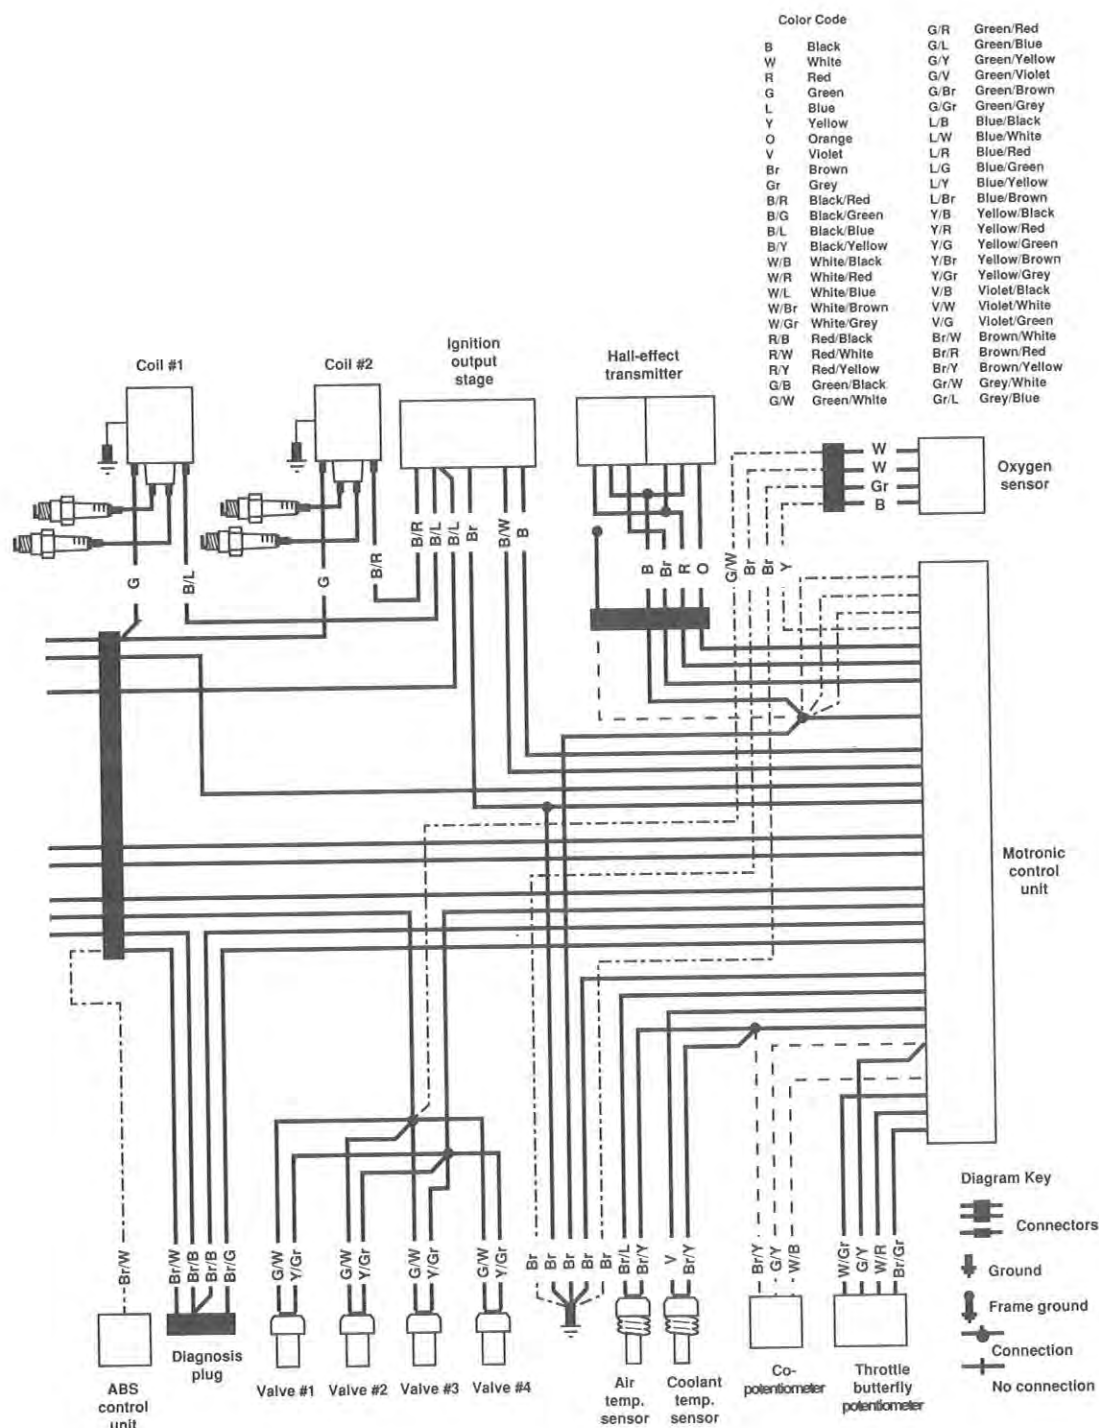 Color Code
B Black
W White
R Red
G Green
L Blue
Y Yellow
O Orange
V Violet
Br Brown
Gr Grey
B/R Black/Red
B/G Black/Green
B/L Black/Blue
B/Y Black/Yellow
W/B White/Black
W/R White/Red
W/L White/Blue
W/Br White/Brown
W/Gr White/Grey
R/B Red/Black
R/W Red/White
R/Y Red/Yellow
G/B Green/Black
G/W Green/White
G/R Green/Red
G/L Green/Blue
G/Y Green/Yellow
G/V Green/Violet
G/Br Green/Brown
G/Gr Green/Grey
L/B Blue/Black
L/W Blue/White
L/R Blue/Red
L/G Blue/Green
L/Y Blue/Yellow
L/Br Blue/Brown
Y/B Yellow/Black
Y/R Yellow/Red
Y/G Yellow/Green
Y/Br Yellow/Brown
Y/Gr Yellow/Grey
V/B Violet/Black
V/W Violet/White
V/G Violet/Green
Br/W Brown/White
Br/R Brown/Red
Br/Y Brown/Yellow
Gr/W Grey/White
Gr/L Grey/Blue
Coil #1
Coil #2
Ignition
output
stage
Hall-effect
transmitter
W
W
Gr
B
Oxygen
sensor
G
B/L
G
B/R
B/R
B/L
B/L
Br
B/W
B
B
Br
R
O
G/W
Br
Br
Y
Motronic
control
unit
Br/W
Br/W
Br/B
Br/B
Br/G
G/W
Y/Gr
G/W
Y/Gr
G/W
Y/Gr
G/W
Y/Gr
Br
Br
Br
Br
Br
Br/L
Br/Y
V
Br/Y
Br/Y
G/Y
W/B
W/Gr
G/Y
W/R
Br/Gr
ABS
control
unit
Diagnosis
plug
Valve #1
Valve #2
Valve #3
Valve #4
Air
temp.
sensor
Coolant
temp.
sensor
Co-
potentiometer
Throttle
butterfly
potentiometer
Diagram Key
Connectors
Ground
Frame ground
Connection
No connection